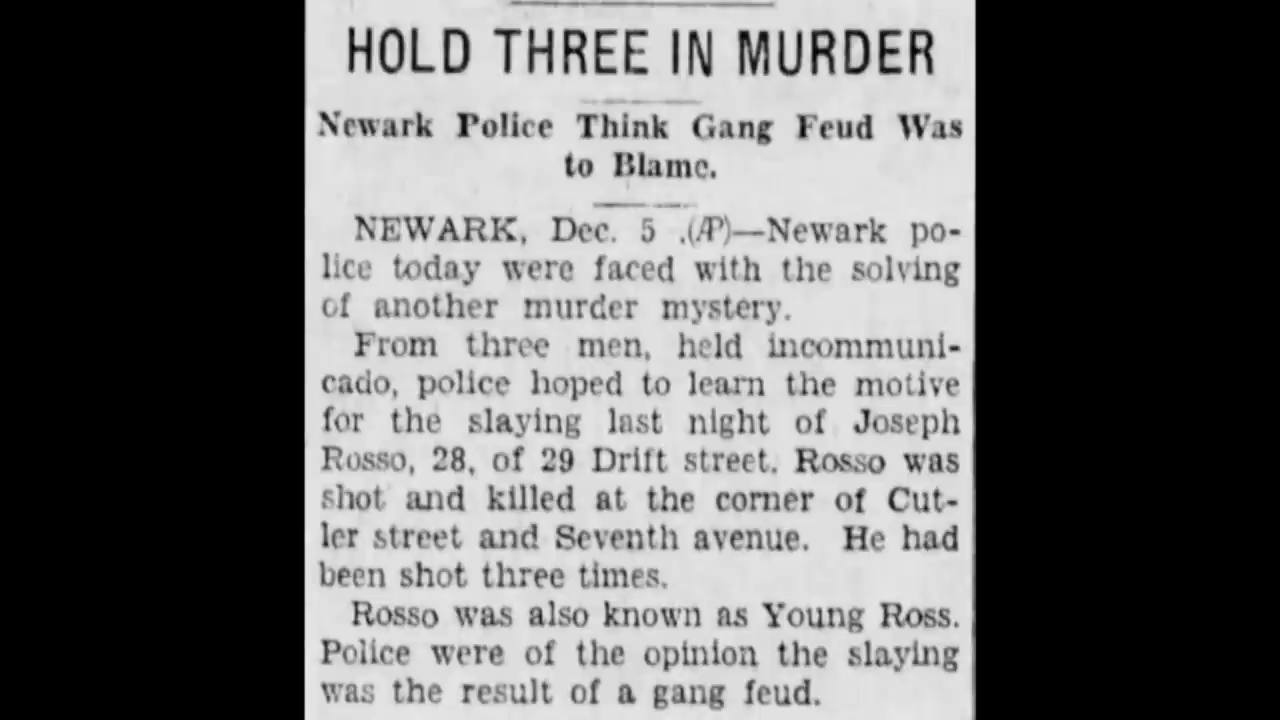 HOLD THREE IN MURDER
Newark Police Think Gang Feud Was
to Blame.
NEWARK, Dec. 5 .(AP)—Newark po-
lice today were faced with the solving
of another murder mystery.
From three men, held incommuni-
cado, police hoped to learn the motive
for the slaying last night of Joseph
Rosso, 28, of 29 Drift street. Rosso was
shot and killed at the corner of Cut-
ler street and Seventh avenue. He had
been shot three times.
Rosso was also known as Young Ross.
Police were of the opinion the slaying
was the result of a gang feud.